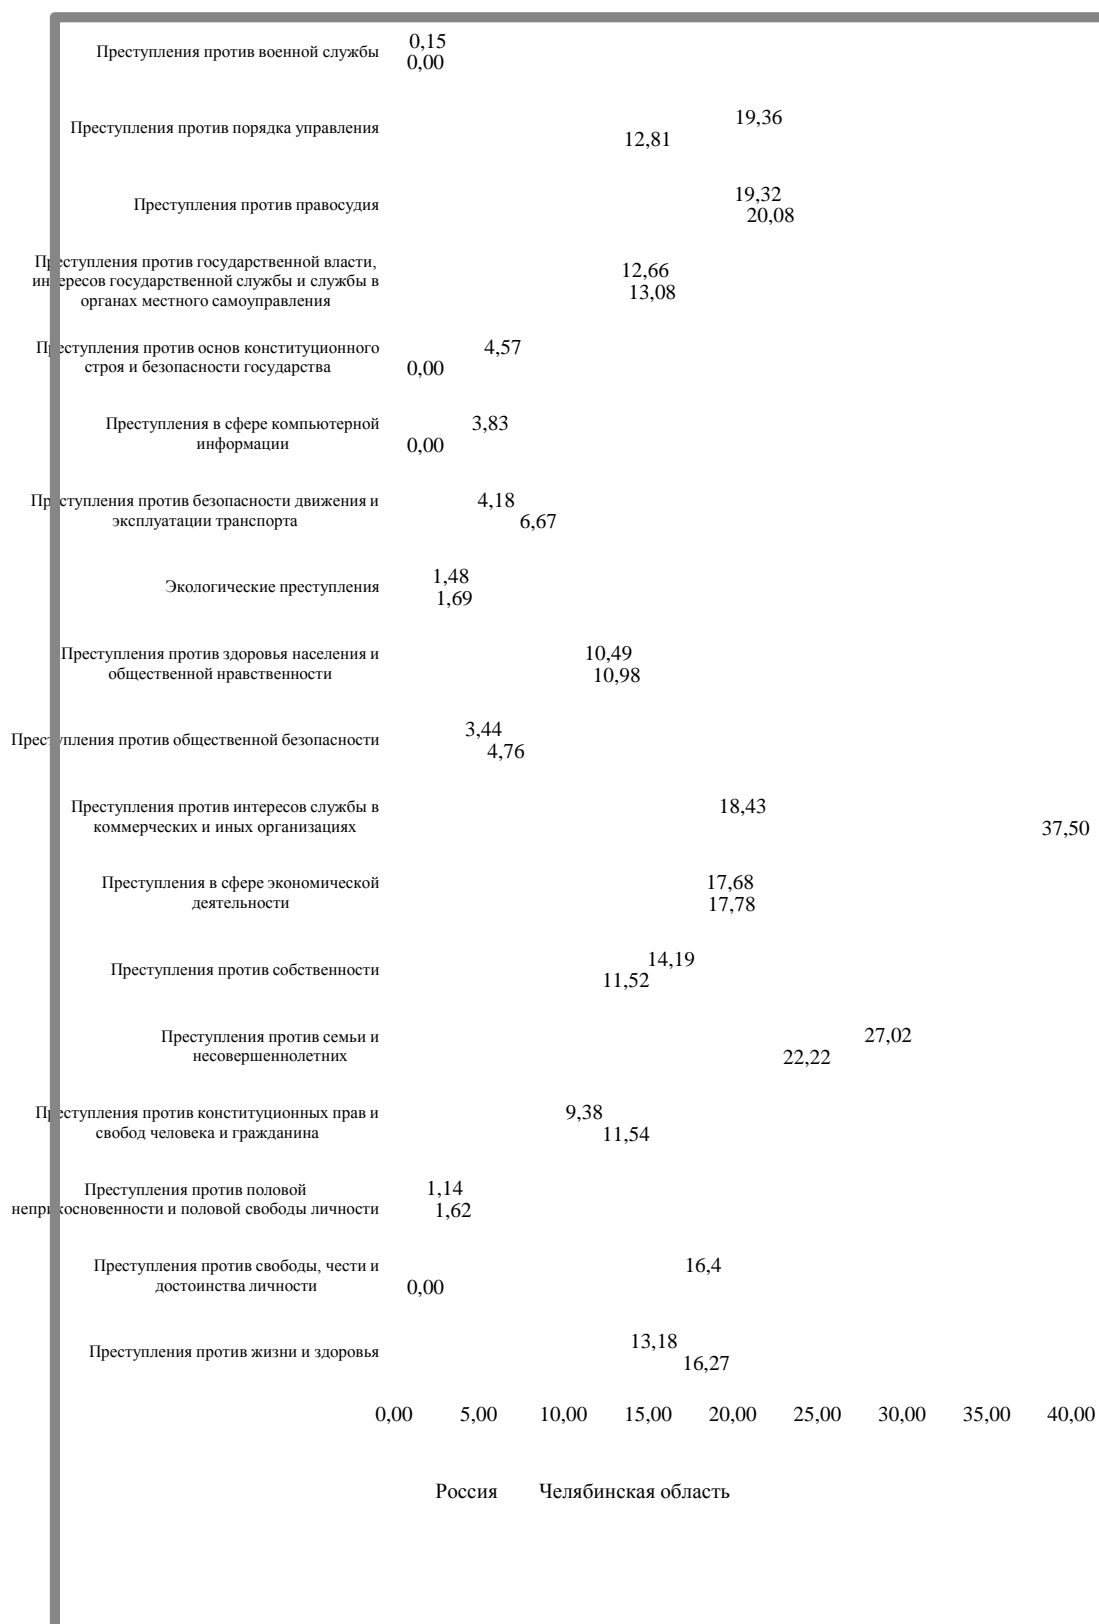 Преступления против военной службы
0,15
0,00
Преступления против порядка управления
19,36
12,81
Преступления против правосудия
19,32
20,08
Преступления против государственной власти,
интересов государственной службы и службы в
органах местного самоуправления
12,66
13,08
Преступления против основ конституционного
строя и безопасности государства
4,57
0,00
Преступления в сфере компьютерной
информации
3,83
0,00
Преступления против безопасности движения и
эксплуатации транспорта
4,18
6,67
Экологические преступления
1,48
1,69
Преступления против здоровья населения и
общественной нравственности
10,49
10,98
Преступления против общественной безопасности
3,44
4,76
Преступления против интересов службы в
коммерческих и иных организациях
18,43
37,50
Преступления в сфере экономической
деятельности
17,68
17,78
Преступления против собственности
14,19
11,52
Преступления против семьи и
несовершеннолетних
27,02
22,22
Преступления против конституционных прав и
свобод человека и гражданина
9,38
11,54
Преступления против половой
неприкосновенности и половой свободы личности
1,14
1,62
Преступления против свободы, чести и
достоинства личности
16,4
0,00
Преступления против жизни и здоровья
13,18
16,27
0,00 5,00 10,00 15,00 20,00 25,00 30,00 35,00 40,00
Россия Челябинская область